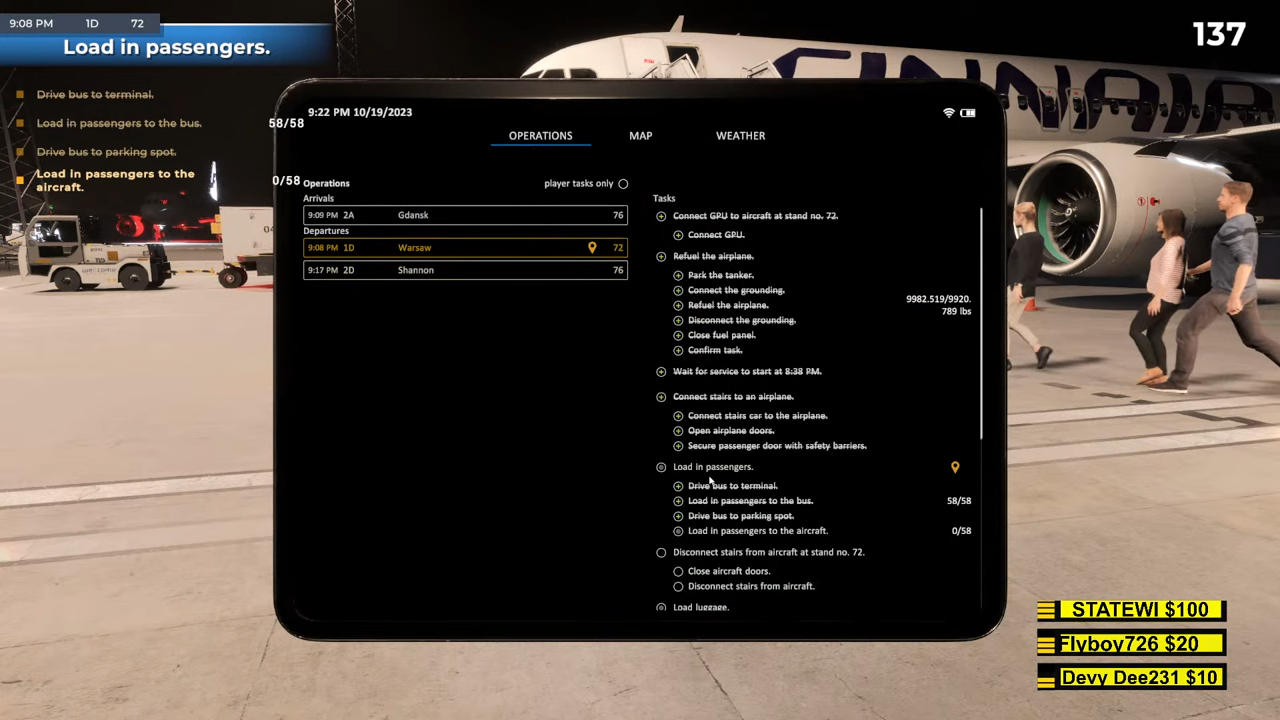 9:08 PM 1D 72
Load in passengers.
137
Drive bus to terminal.
Load in passengers to the bus. 58/58
Drive bus to parking spot.
Load in passengers to the
aircraft. 0/58
FINNAIR
9:22 PM 10/19/2023
OPERATIONS MAP WEATHER
Operations player tasks only
Arrivals
9:09 PM 2A Gdansk 76
Departures
9:08 PM 1D Warsaw 72
9:17 PM 2D Shannon 76
Tasks
Connect GPU to aircraft at stand no. 72.
Connect GPU.
Refuel the airplane.
Park the tanker.
Connect the grounding.
Refuel the airplane. 9982.519/9920.
789 lbs
Disconnect the grounding.
Close fuel panel.
Confirm task.
Wait for service to start at 8:38 PM.
Connect stairs to an airplane.
Connect stairs car to the airplane.
Open airplane doors.
Secure passenger door with safety barriers.
Load in passengers.
Drive bus to terminal.
Load in passengers to the bus. 58/58
Drive bus to parking spot.
Load in passengers to the aircraft. 0/58
Disconnect stairs from aircraft at stand no. 72.
Close aircraft doors.
Disconnect stairs from aircraft.
Load luggage.
STATEWI $100
Flyboy726 $20
Devy Dee231 $10